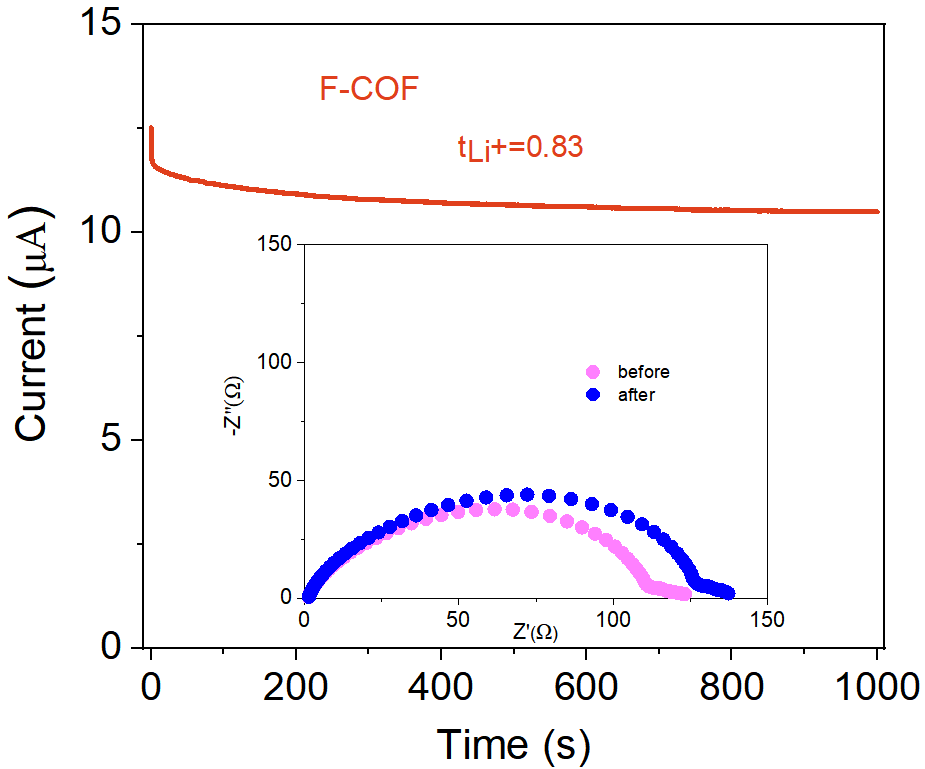 15
10
5
0
Current (μA)
F-COF
tLi+=0.83
150
100
50
0
-Z''(Ω)
before
after
0
50
100
150
Z'(Ω)
0
200
400
600
800
1000
Time (s)